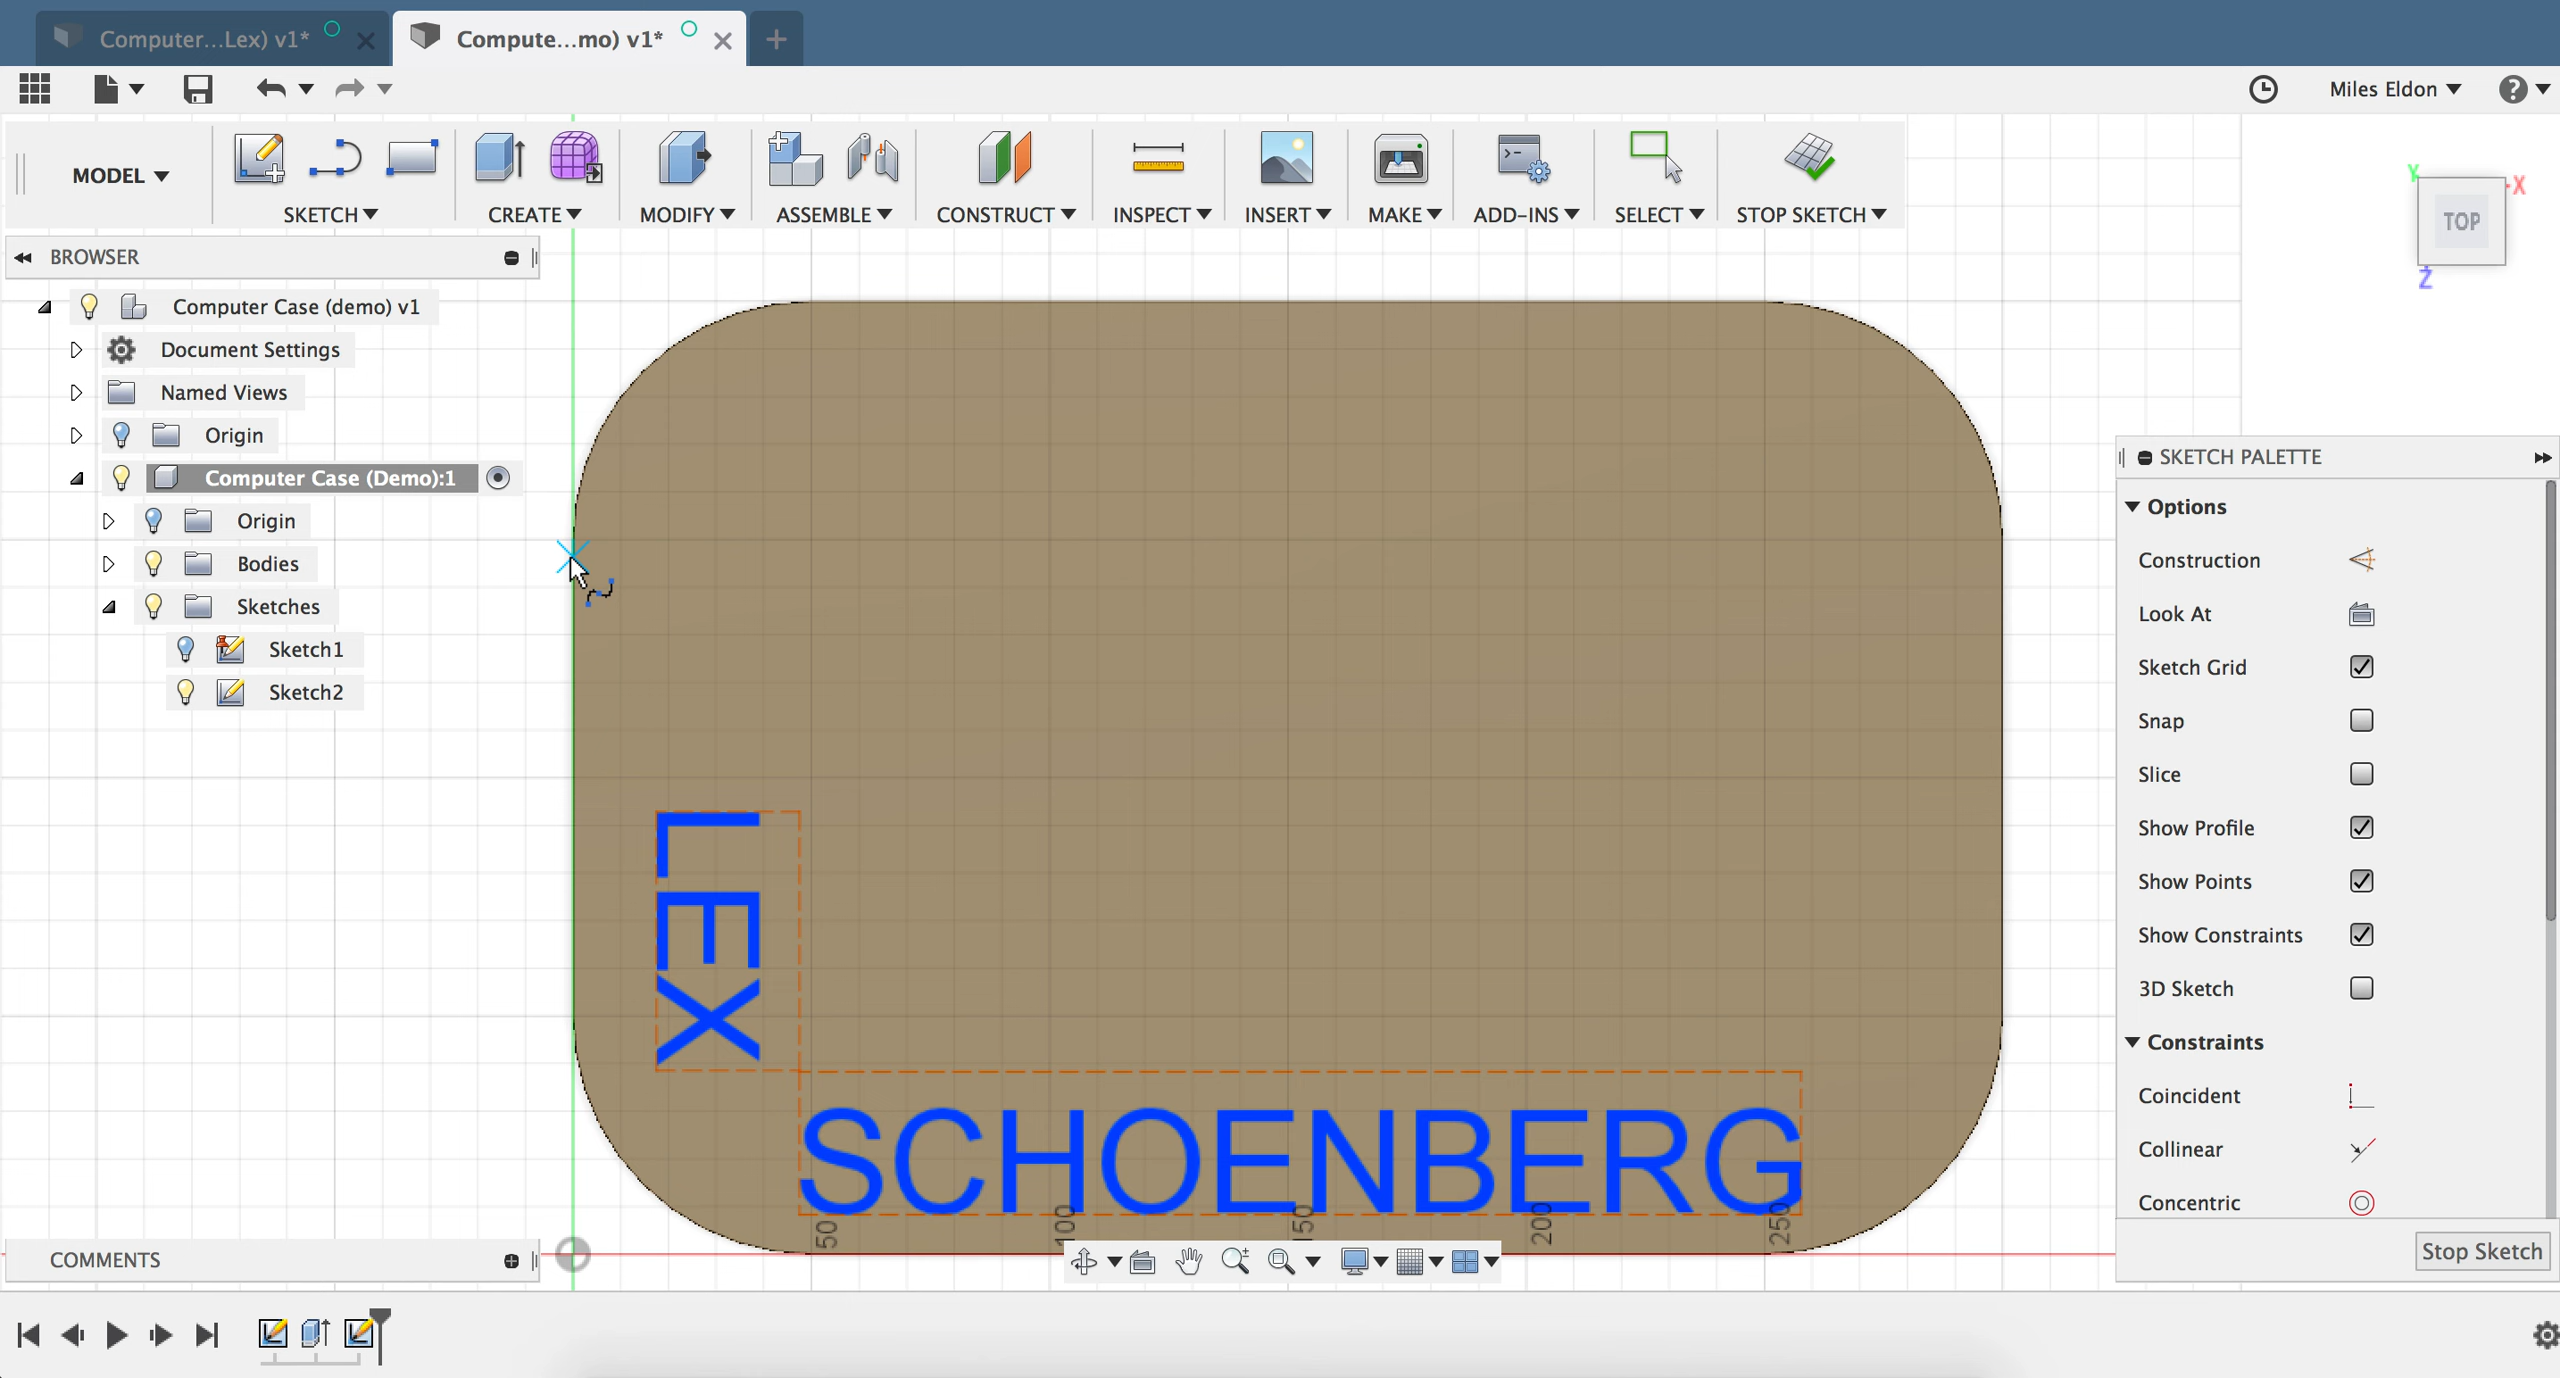 Computer...Lex) v1*
Compute...mo) v1*
Miles Eldon
MODEL
SKETCH
CREATE
MODIFY
ASSEMBLE
CONSTRUCT
INSPECT
INSERT
MAKE
ADD-INS
SELECT
STOP SKETCH
Y
X
TOP
Z
BROWSER
Computer Case (demo) v1
Document Settings
Named Views
Origin
Computer Case (Demo):1
Origin
Bodies
Sketches
Sketch1
Sketch2
SKETCH PALETTE
Options
Construction
Look At
Sketch Grid
Snap
Slice
Show Profile
Show Points
Show Constraints
3D Sketch
Constraints
Coincident
Collinear
Concentric
Stop Sketch
LEX
SCHOENBERG
50
100
150
200
250
COMMENTS